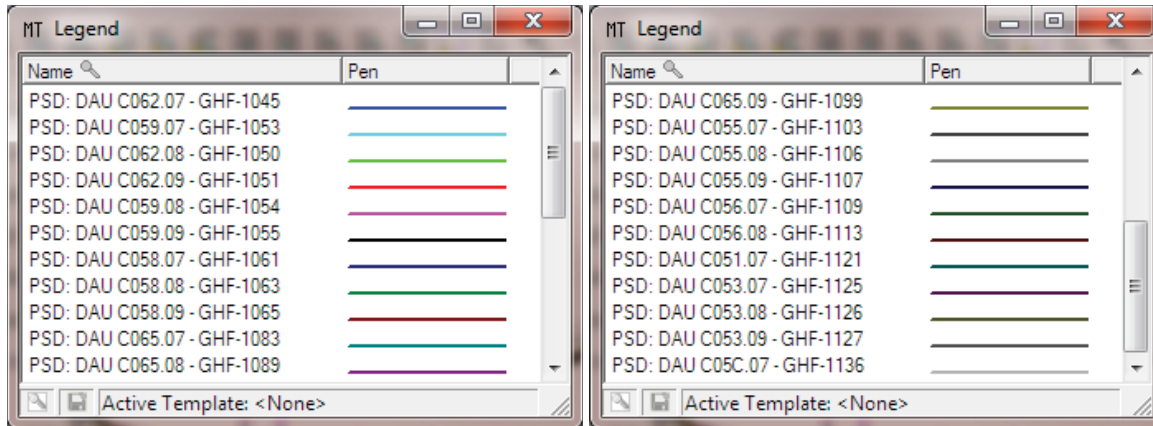 MT Legend
Name Pen
PSD: DAU C062.07 - GHF-1045
PSD: DAU C059.07 - GHF-1053
PSD: DAU C062.08 - GHF-1050
PSD: DAU C062.09 - GHF-1051
PSD: DAU C059.08 - GHF-1054
PSD: DAU C059.09 - GHF-1055
PSD: DAU C058.07 - GHF-1061
PSD: DAU C058.08 - GHF-1063
PSD: DAU C058.09 - GHF-1065
PSD: DAU C065.07 - GHF-1083
PSD: DAU C065.08 - GHF-1089
Active Template: <None>
MT Legend
Name Pen
PSD: DAU C065.09 - GHF-1099
PSD: DAU C055.07 - GHF-1103
PSD: DAU C055.08 - GHF-1106
PSD: DAU C055.09 - GHF-1107
PSD: DAU C056.07 - GHF-1109
PSD: DAU C056.08 - GHF-1113
PSD: DAU C051.07 - GHF-1121
PSD: DAU C053.07 - GHF-1125
PSD: DAU C053.08 - GHF-1126
PSD: DAU C053.09 - GHF-1127
PSD: DAU C05C.07 - GHF-1136
Active Template: <None>